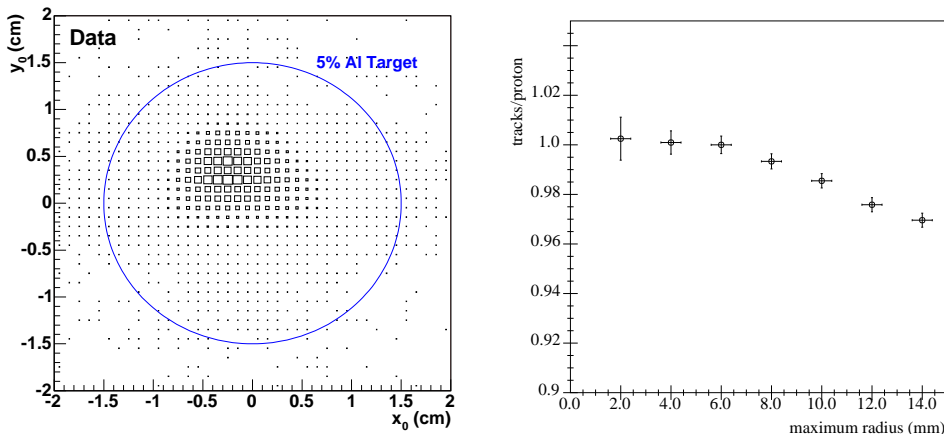 Data
5% Al Target
y0 (cm)
2
1.5
1
0.5
0
-0.5
-1
-1.5
-2
-2 -1.5 -1 -0.5 0 0.5 1 1.5 2
x0 (cm)
tracks/proton
1.02
1.0
0.98
0.96
0.94
0.92
0.9
0.0 2.0 4.0 6.0 8.0 10.0 12.0 14.0
maximum radius (mm)